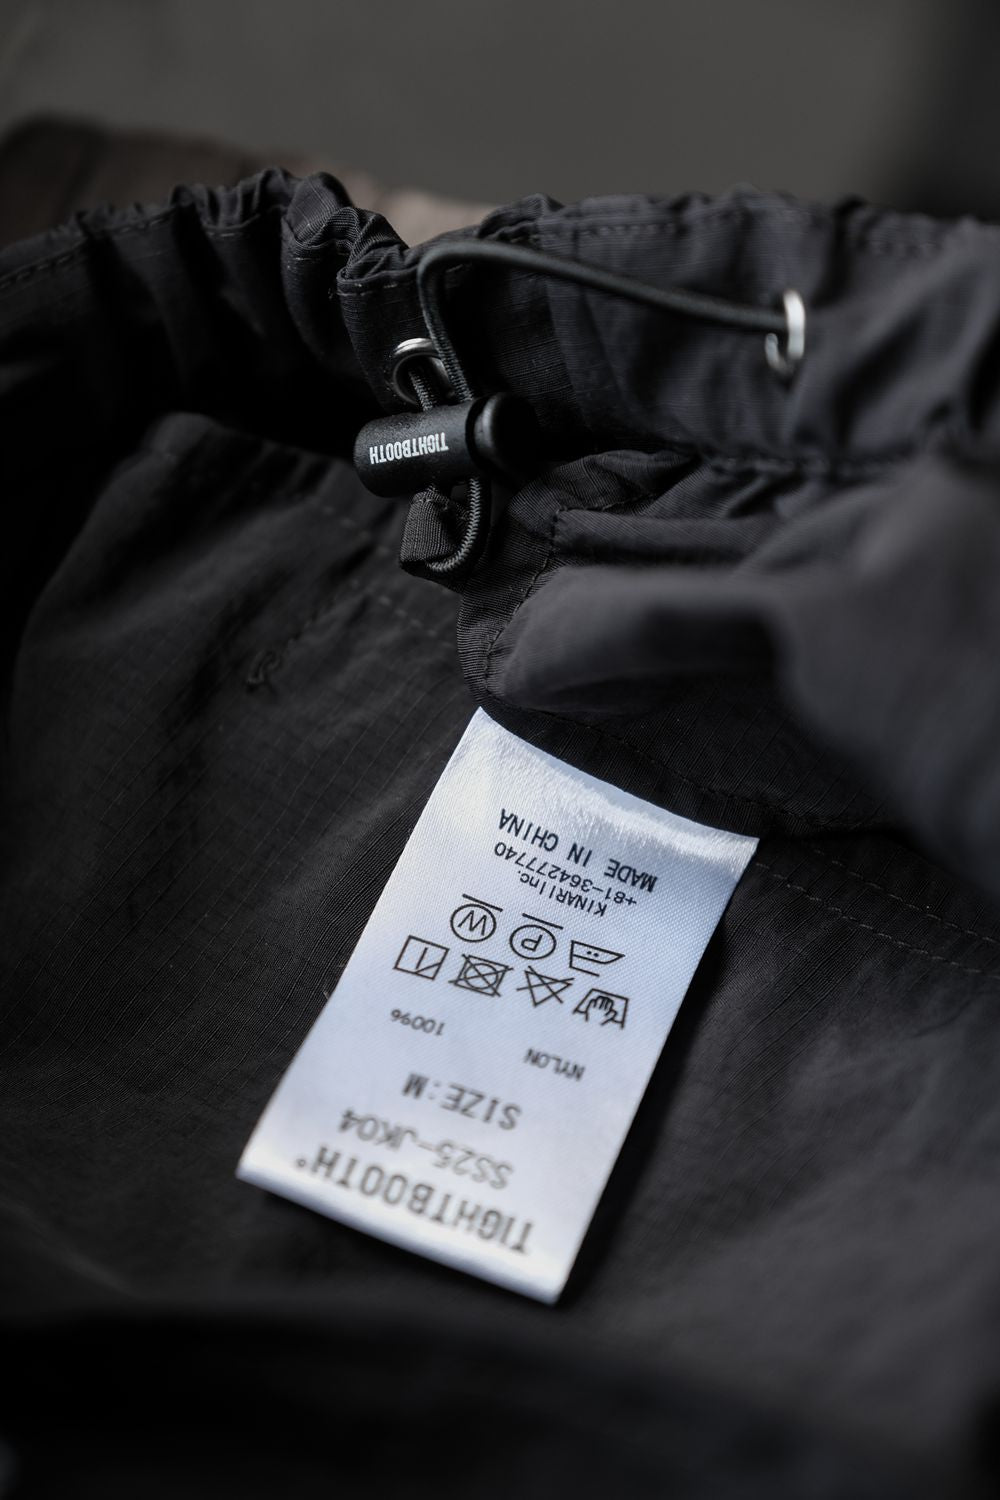 TIGHTBOOTH
TIGHTBOOTH®
SS25-JK04
SIZE:M
NYLON 100%
W P
KINARI Inc.
+81-364277740
MADE IN CHINA